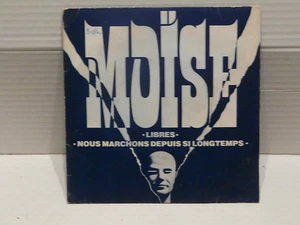 MOÏSE
· LIBRES ·
· NOUS MARCHONS DEPUIS SI LONGTEMPS ·